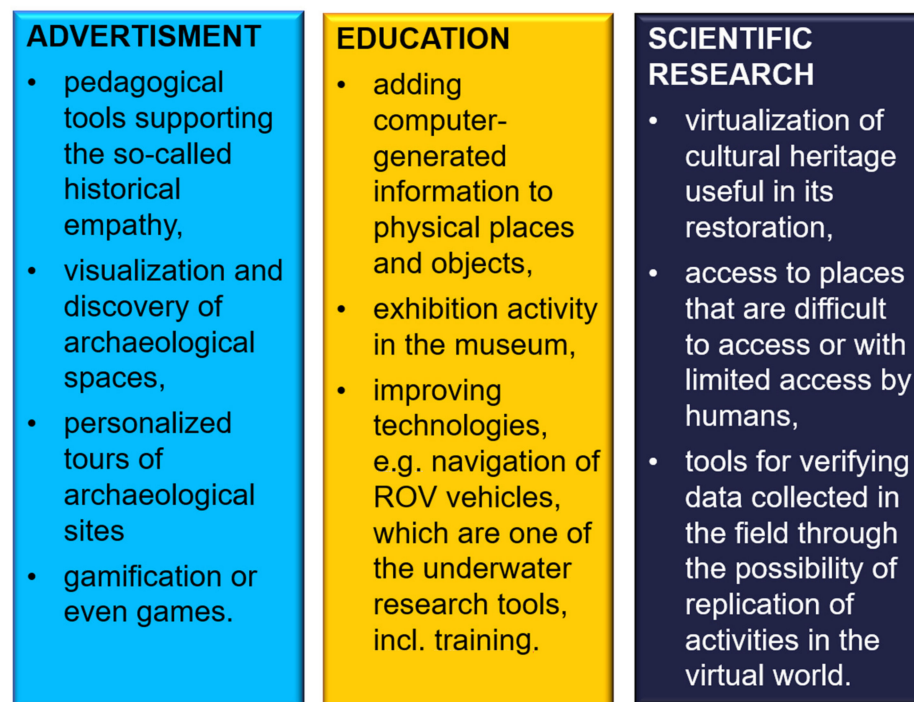 ADVERTISMENT
• pedagogical
tools supporting
the so-called
historical
empathy,
• visualization and
discovery of
archaeological
spaces,
• personalized
tours of
archaeological
sites
• gamification or
even games.
EDUCATION
• adding
computer-
generated
information to
physical places
and objects,
• exhibition activity
in the museum,
• improving
technologies,
e.g. navigation of
ROV vehicles,
which are one of
the underwater
research tools,
incl. training.
SCIENTIFIC
RESEARCH
• virtualization of
cultural heritage
useful in its
restoration,
• access to places
that are difficult
to access or with
limited access by
humans,
• tools for verifying
data collected in
the field through
the possibility of
replication of
activities in the
virtual world.